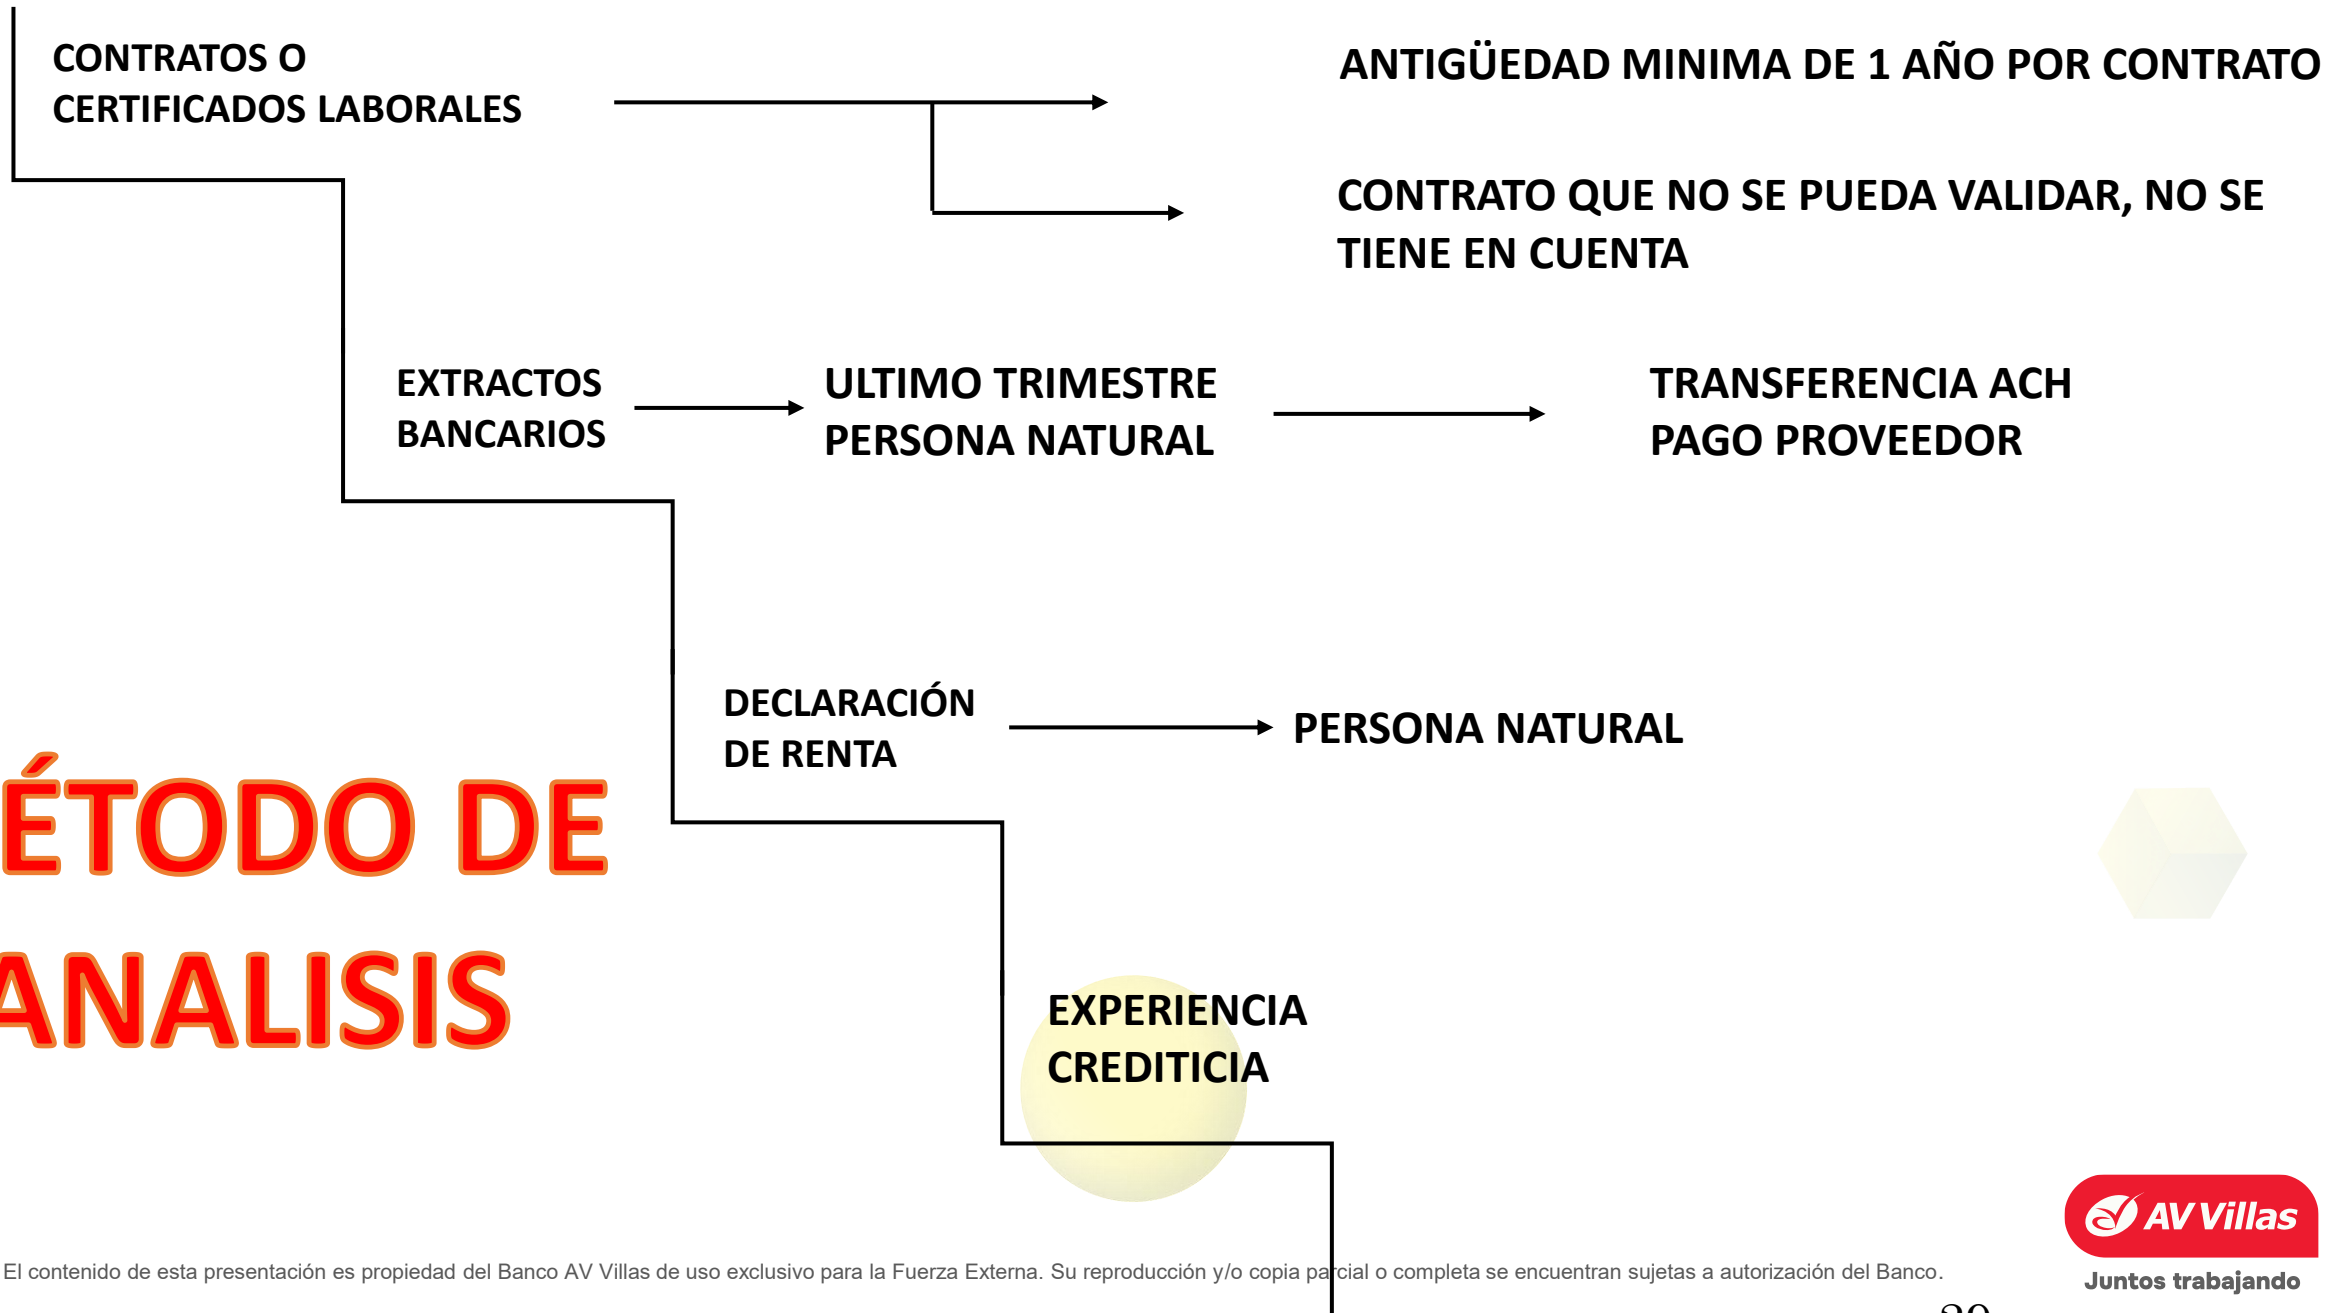 CONTRATOS O
CERTIFICADOS LABORALES
ANTIGÜEDAD MINIMA DE 1 AÑO POR CONTRATO
CONTRATO QUE NO SE PUEDA VALIDAR, NO SE
TIENE EN CUENTA
EXTRACTOS
BANCARIOS
ULTIMO TRIMESTRE
PERSONA NATURAL
TRANSFERENCIA ACH
PAGO PROVEEDOR
DECLARACIÓN
DE RENTA
PERSONA NATURAL
ÉTODO DE
ANALISIS
EXPERIENCIA
CREDITICIA
AV Villas
Juntos trabajando
El contenido de esta presentación es propiedad del Banco AV Villas de uso exclusivo para la Fuerza Externa. Su reproducción y/o copia parcial o completa se encuentran sujetas a autorización del Banco.